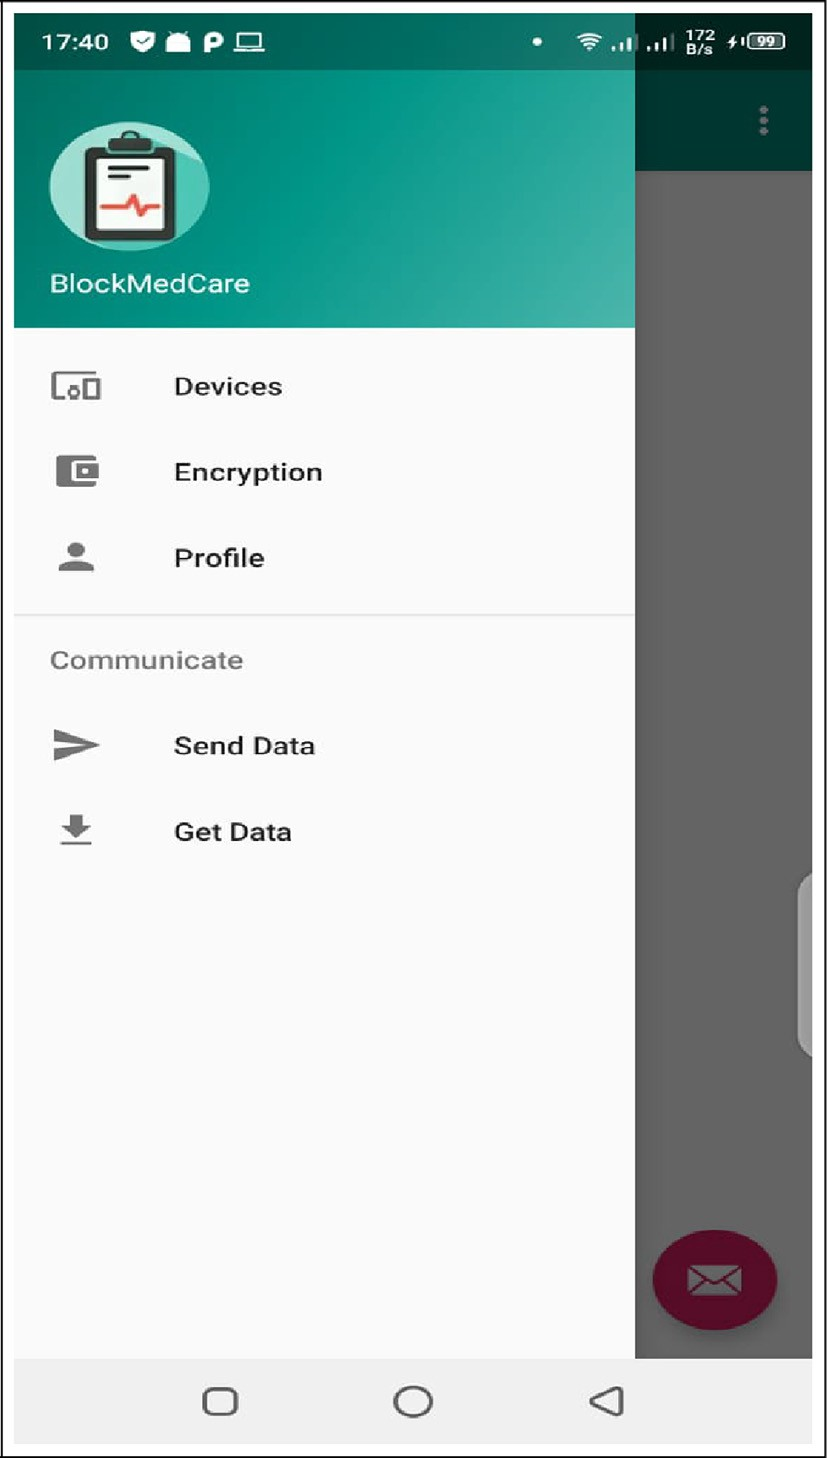 17:40 P 172
B/s 99
BlockMedCare
Devices
Encryption
Profile
Communicate
Send Data
Get Data